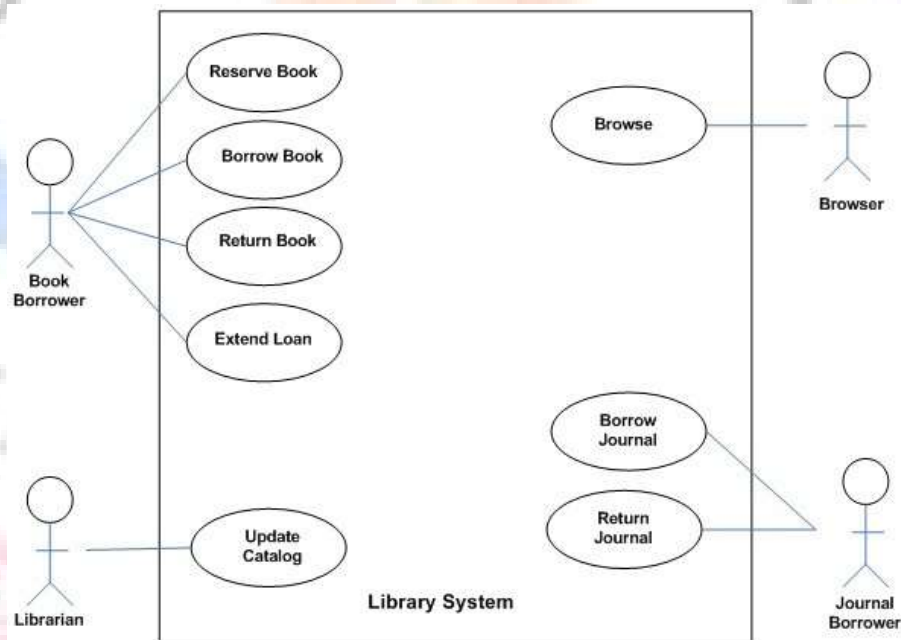 Reserve Book
Borrow Book
Return Book
Extend Loan
Book
Borrower
Browse
Browser
Borrow
Journal
Return
Journal
Journal
Borrower
Update
Catalog
Librarian
Library System